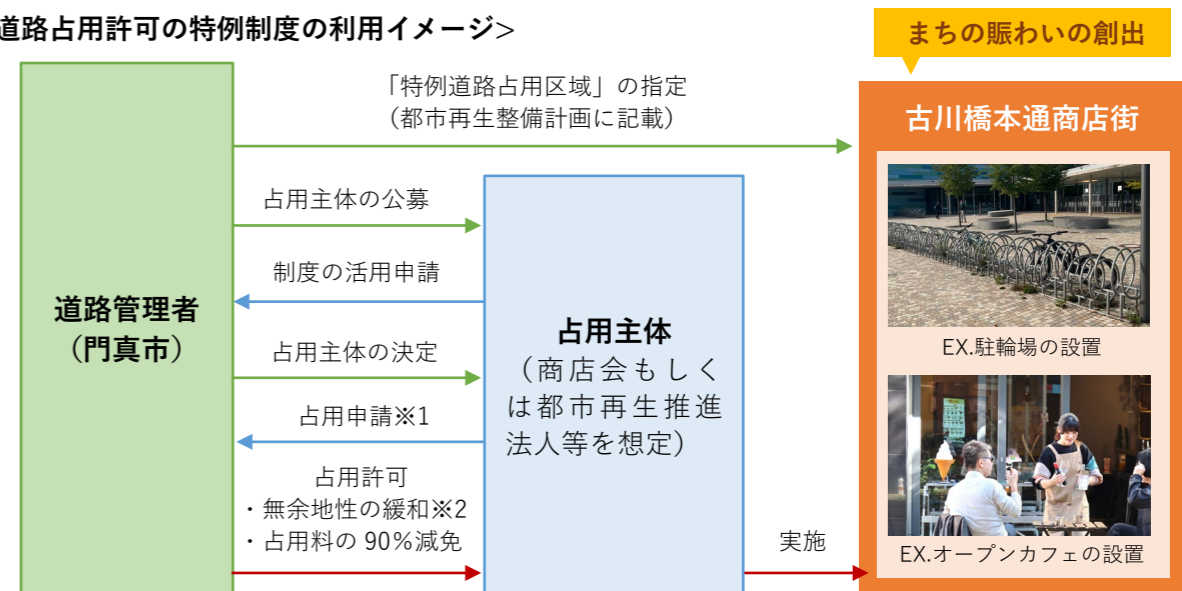 道路占用許可の特例制度の利用イメージ>
まちの賑わいの創出
「特例道路占用区域」の指定
（都市再生整備計画に記載）
古川橋本通商店街
占用主体の公募
制度の活用申請
道路管理者
（門真市）
占用主体の決定
占用主体
（商店会もしく
は都市再生推進
法人等を想定）
占用申請※1
占用許可
・無余地性の緩和※2
・占用料の 90%減免
実施
EX.駐輪場の設置
EX.オープンカフェの設置